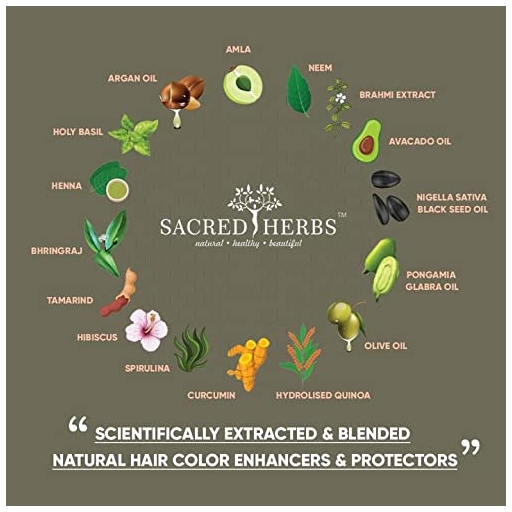 AMLA
NEEM
BRAHMI EXTRACT
AVACADO OIL
NIGELLA SATIVA
BLACK SEED OIL
PONGAMIA
GLABRA OIL
OLIVE OIL
HYDROLISED QUINOA
CURCUMIN
SPIRULINA
HIBISCUS
TAMARIND
BHRINGRAJ
HENNA
HOLY BASIL
ARGAN OIL
SACRED HERBS™
natural • healthy • beautiful
“ SCIENTIFICALLY EXTRACTED & BLENDED
NATURAL HAIR COLOR ENHANCERS & PROTECTORS ”